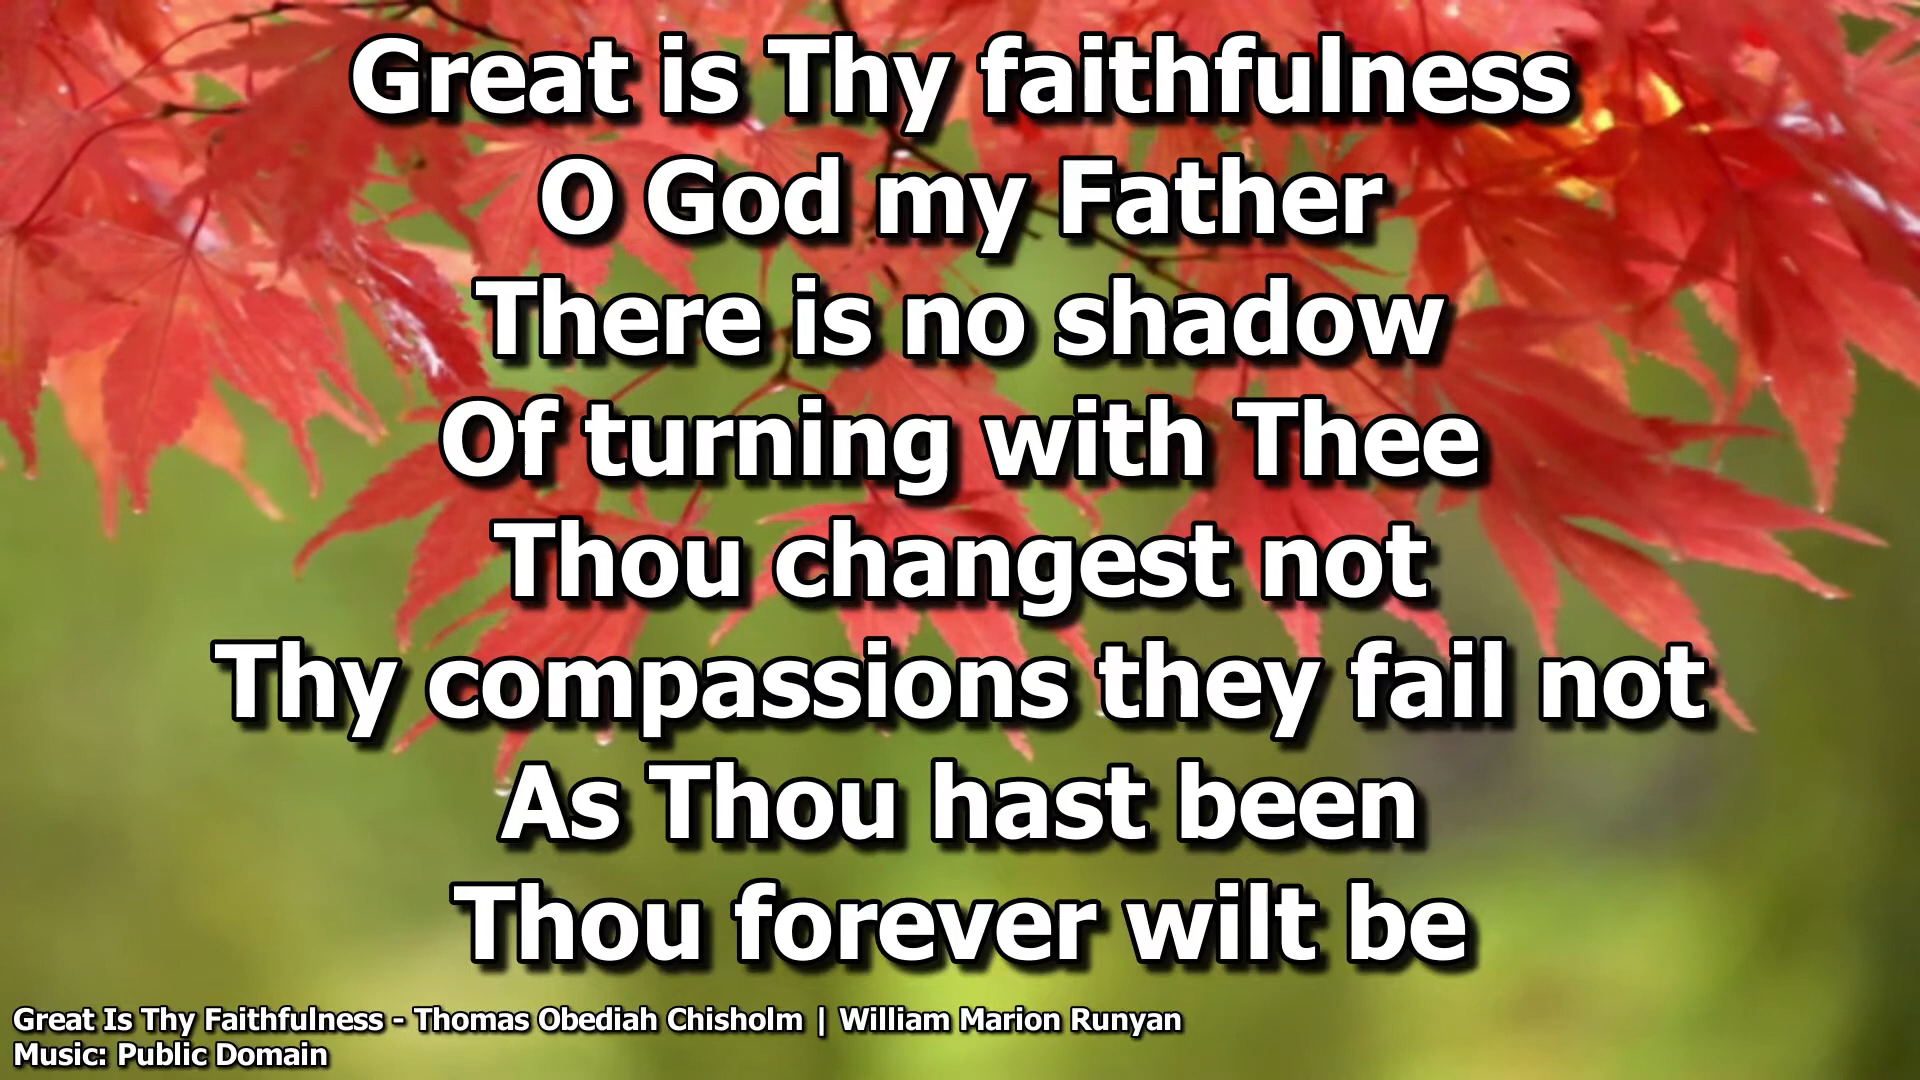 Great is Thy faithfulness
O God my Father
There is no shadow
Of turning with Thee
Thou changest not
Thy compassions they fail not
As Thou hast been
Thou forever wilt be
Great Is Thy Faithfulness - Thomas Obediah Chisholm | William Marion Runyan
Music: Public Domain